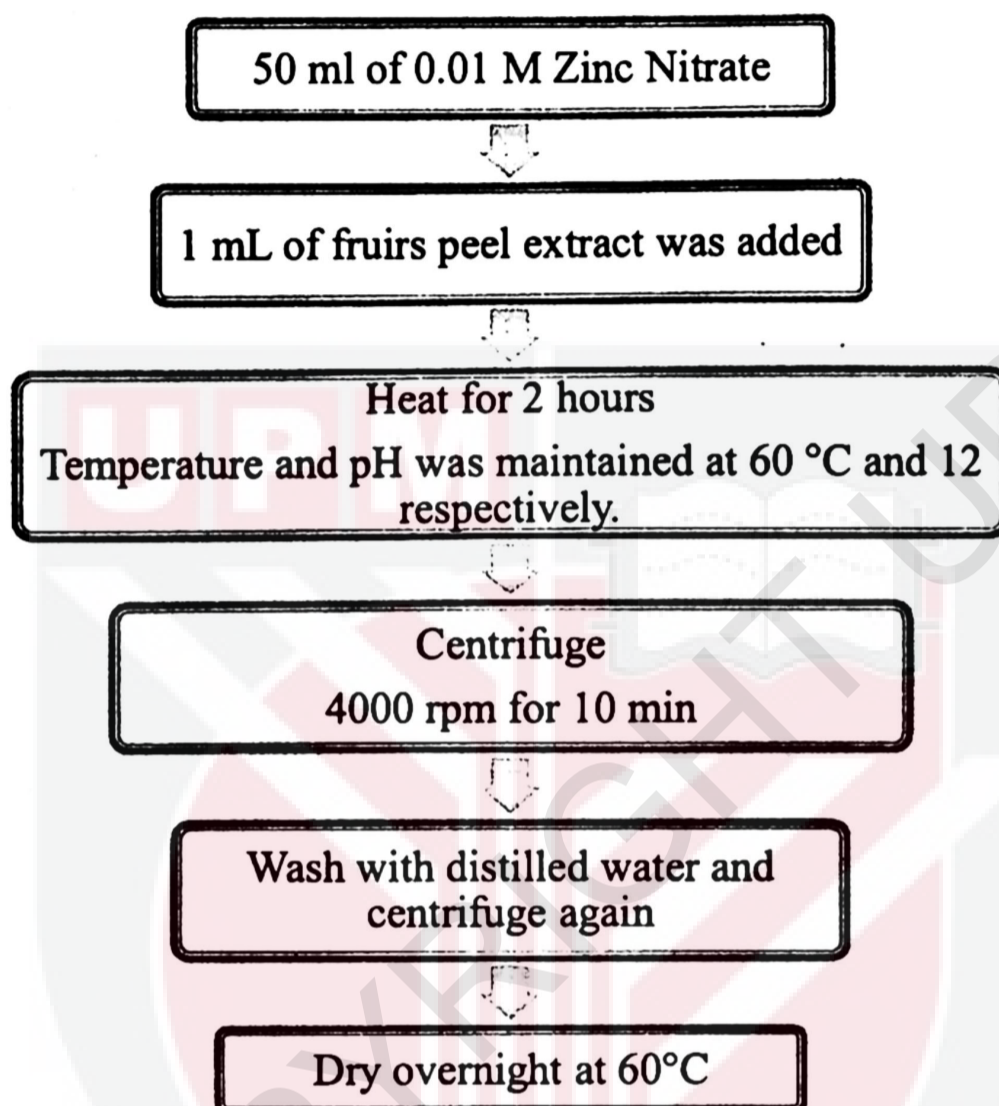 50 ml of 0.01 M Zinc Nitrate
1 mL of fruirs peel extract was added
Heat for 2 hours
Temperature and pH was maintained at 60 °C and 12
respectively.
UPM
Centrifuge
4000 rpm for 10 min
Wash with distilled water and
centrifuge again
Dry overnight at 60°C